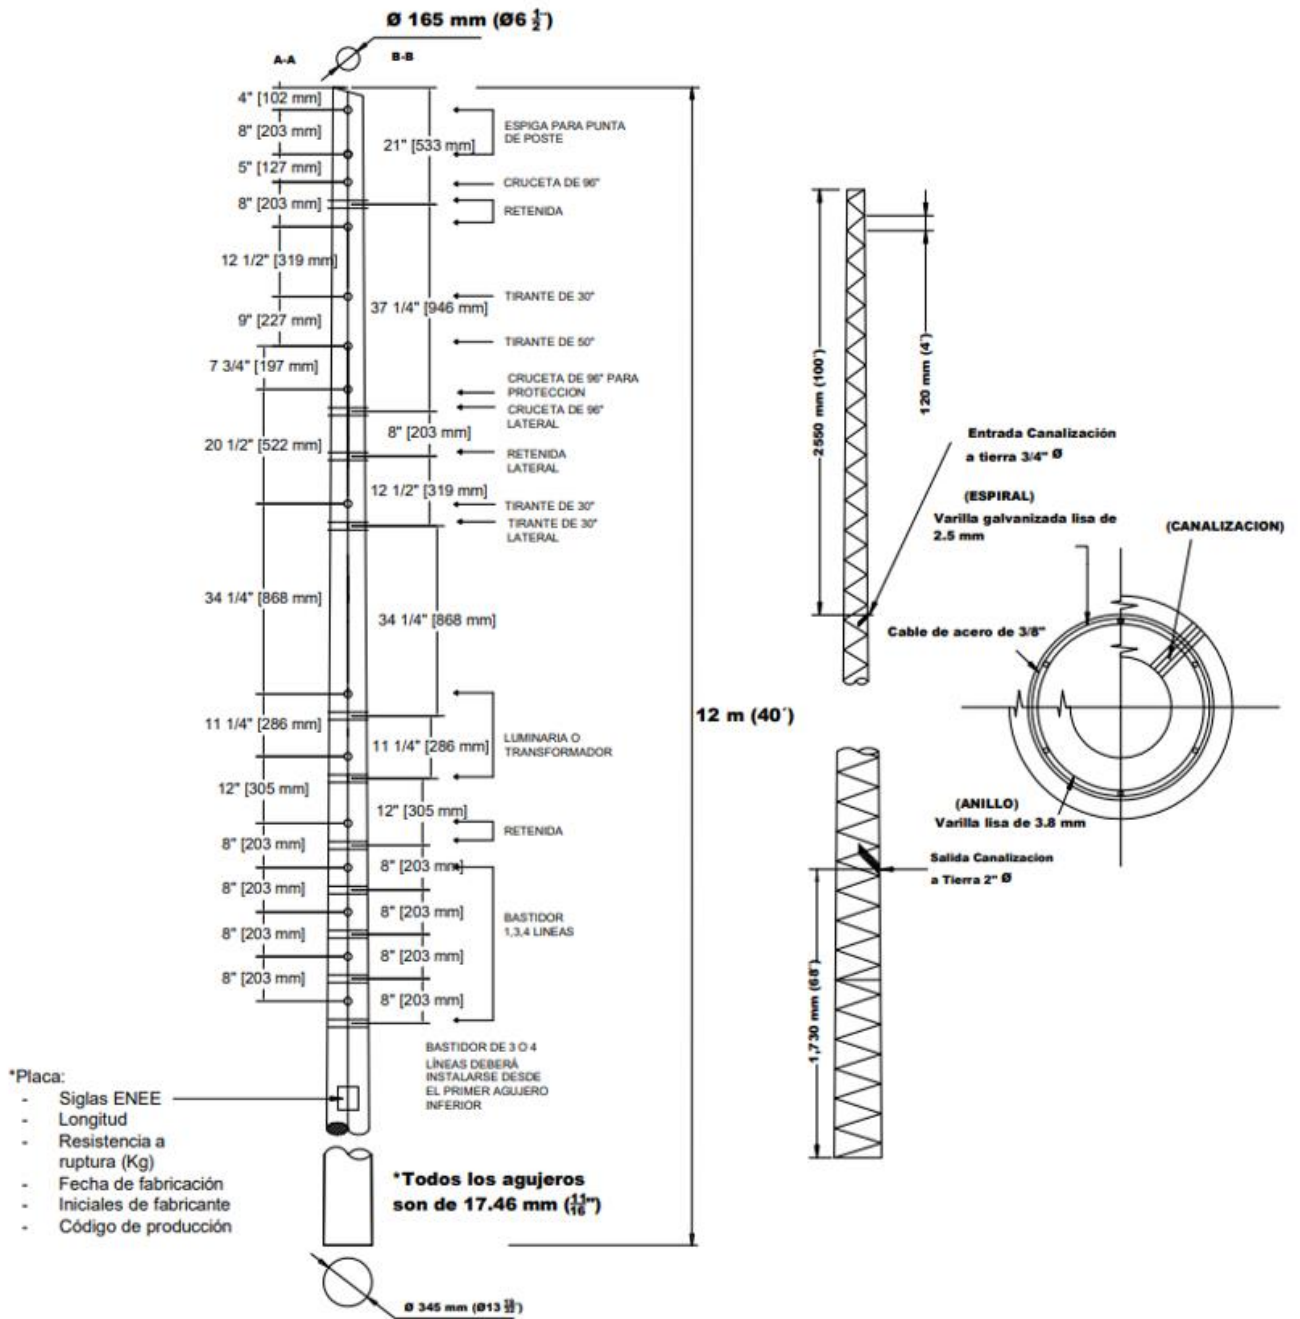 Ø 165 mm (Ø6 1/2")
A-A
B-B
4" [102 mm]
8" [203 mm]
5" [127 mm]
8" [203 mm]
12 1/2" [319 mm]
9" [227 mm]
7 3/4" [197 mm]
20 1/2" [522 mm]
34 1/4" [868 mm]
11 1/4" [286 mm]
12" [305 mm]
8" [203 mm]
8" [203 mm]
8" [203 mm]
8" [203 mm]
21" [533 mm]
37 1/4" [946 mm]
8" [203 mm]
12 1/2" [319 mm]
34 1/4" [868 mm]
11 1/4" [286 mm]
12" [305 mm]
8" [203 mm]
8" [203 mm]
8" [203 mm]
8" [203 mm]
ESPIGA PARA PUNTA
DE POSTE
CRUCETA DE 96"
RETENIDA
TIRANTE DE 30"
TIRANTE DE 50"
CRUCETA DE 96" PARA
PROTECCION
CRUCETA DE 96"
LATERAL
RETENIDA
LATERAL
TIRANTE DE 30"
TIRANTE DE 30"
LATERAL
LUMINARIA O
TRANSFORMADOR
RETENIDA
BASTIDOR
1,3,4 LINEAS
BASTIDOR DE 3 O 4
LÍNEAS DEBERÁ
INSTALARSE DESDE
EL PRIMER AGUJERO
INFERIOR
12 m (40´)
*Placa:
- Siglas ENEE
- Longitud
- Resistencia a
ruptura (Kg)
- Fecha de fabricación
- Iniciales de fabricante
- Código de producción
*Todos los agujeros
son de 17.46 mm (11/16")
Ø 345 mm (Ø13
2550 mm (100´)
120 mm (4´)
Entrada Canalización
a tierra 3/4" Ø
(ESPIRAL)
Varilla galvanizada lisa de
2.5 mm
(CANALIZACION)
Cable de acero de 3/8"
(ANILLO)
Varilla lisa de 3.8 mm
Salida Canalizacion
a Tierra 2" Ø
1,730 mm (68´)